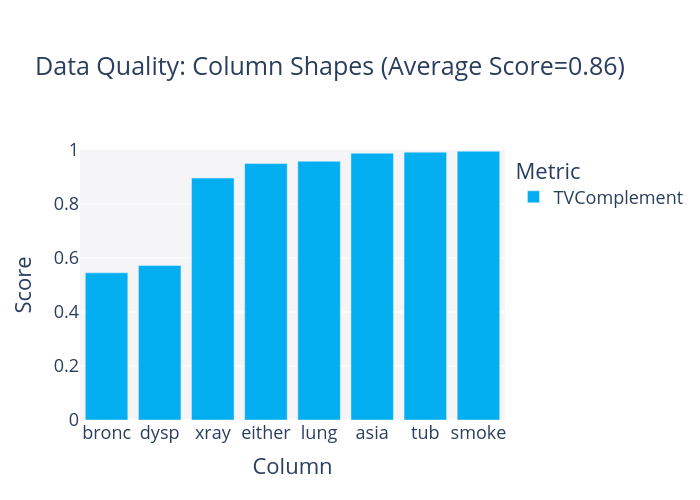 Data Quality: Column Shapes (Average Score=0.86)
1
0.8
0.6
0.4
0.2
0
Score
bronc dysp xray either lung asia tub smoke
Column
Metric
TVComplement